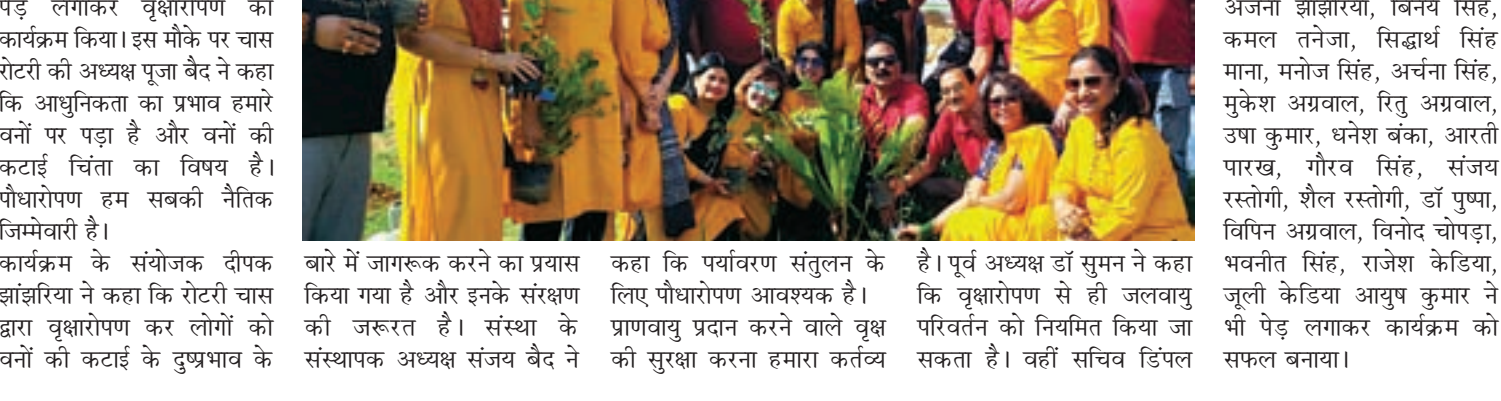 पेड़ लगाकर वृक्षारोपण का
कार्यक्रम किया। इस मौके पर चास
रोटरी की अध्यक्ष पूजा बैद ने कहा
कि आधुनिकता का प्रभाव हमारे
वनों पर पड़ा है और वनों की
कटाई चिंता का विषय है।
पौधारोपण हम सबकी नैतिक
जिम्मेवारी है।
कार्यक्रम के संयोजक दीपक
झांझरिया ने कहा कि रोटरी चास
द्वारा वृक्षारोपण कर लोगों को
वनों की कटाई के दुष्प्रभाव के
बारे में जागरूक करने का प्रयास
किया गया है और इनके संरक्षण
की जरूरत है। संस्था के
संस्थापक अध्यक्ष संजय बैद ने
कहा कि पर्यावरण संतुलन के
लिए पौधारोपण आवश्यक है।
प्राणवायु प्रदान करने वाले वृक्ष
की सुरक्षा करना हमारा कर्तव्य
है। पूर्व अध्यक्ष डॉ सुमन ने कहा
कि वृक्षारोपण से ही जलवायु
परिवर्तन को नियमित किया जा
सकता है। वहीं सचिव डिंपल
झांझरिया, बिनय सिंह,
कमल तनेजा, सिद्धार्थ सिंह
माना, मनोज सिंह, अर्चना सिंह,
मुकेश अग्रवाल, रितु अग्रवाल,
उषा कुमार, धनेश बंका, आरती
पारख, गौरव सिंह, संजय
रस्तोगी, शैल रस्तोगी, डॉ पुष्पा,
विपिन अग्रवाल, विनोद चोपड़ा,
भवनीत सिंह, राजेश केडिया,
जूली केडिया आयुष कुमार ने
भी पेड़ लगाकर कार्यक्रम को
सफल बनाया।